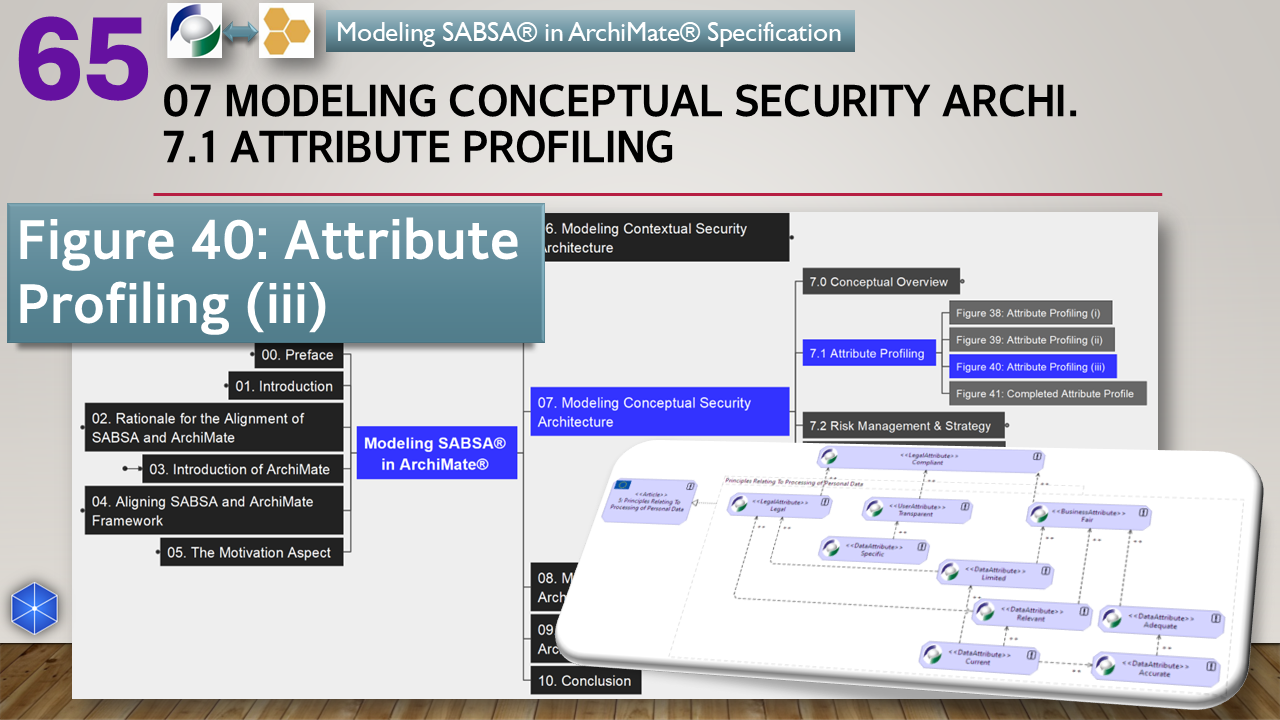 65
Modeling SABSA® in ArchiMate® Specification
07 MODELING CONCEPTUAL SECURITY ARCHI.
7.1 ATTRIBUTE PROFILING
Figure 40: Attribute
Profiling (iii)
6. Modeling Contextual Security
Architecture
7.0 Conceptual Overview
Figure 38: Attribute Profiling (i)
Figure 39: Attribute Profiling (ii)
7.1 Attribute Profiling
Figure 40: Attribute Profiling (iii)
Figure 41: Completed Attribute Profile
00. Preface
01. Introduction
02. Rationale for the Alignment of
SABSA and ArchiMate
03. Introduction of ArchiMate
04. Aligning SABSA and ArchiMate
Framework
05. The Motivation Aspect
Modeling SABSA®
in ArchiMate®
07. Modeling Conceptual Security
Architecture
7.2 Risk Management & Strategy
08. M
Arch
09
Arc
10. Conclusion
<<LegalAttribute>>
Compliant
Principles Relating To Processing of Personal Data
<<Article>>
5: Principles Relating To
Processing of Personal Data
<<LegalAttribute>>
Legal
<<UserAttribute>>
Transparent
<<BusinessAttribute>>
Fair
<<DataAttribute>>
Specific
<<DataAttribute>>
Limited
<<DataAttribute>>
Relevant
<<DataAttribute>>
Adequate
<<DataAttribute>>
Current
<<DataAttribute>>
Accurate